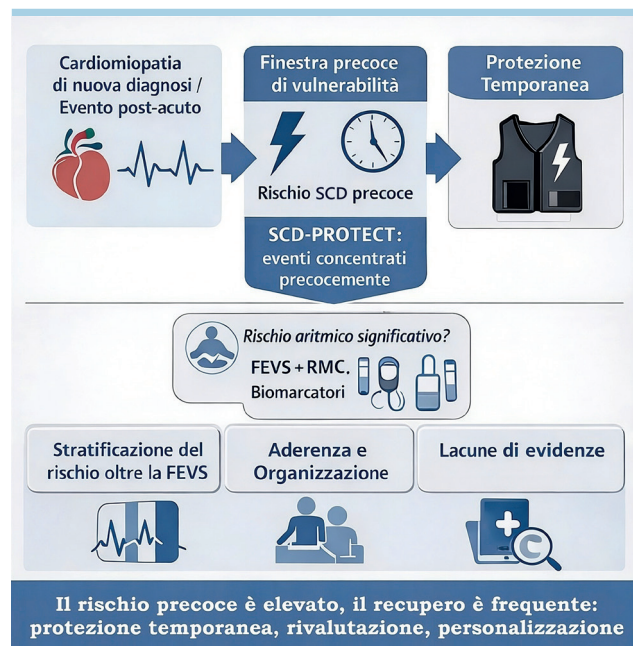 Cardiomiopatia
di nuova diagnosi /
Evento post-acuto
Finestra precoce
di vulnerabilità
Rischio SCD precoce
SCD-PROTECT:
eventi concentrati
precocemente
Protezione
Temporanea
Rischio aritmico significativo?
FEVS + RMC.
Biomarcatori
Stratificazione del
rischio oltre la FEVS
Aderenza e
Organizzazione
Lacune di evidenze
C
Il rischio precoce è elevato, il recupero è frequente:
protezione temporanea, rivalutazione, personalizzazione